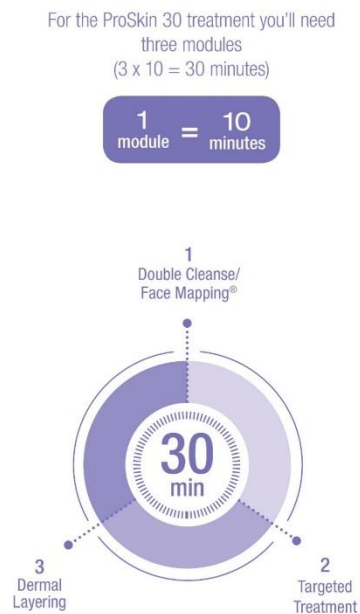 For the ProSkin 30 treatment you'll need
three modules
(3 x 10 = 30 minutes)
1 = 10
module minutes
1
Double Cleanse/
Face Mapping®
30
min
3
Dermal
Layering
2
Targeted
Treatment